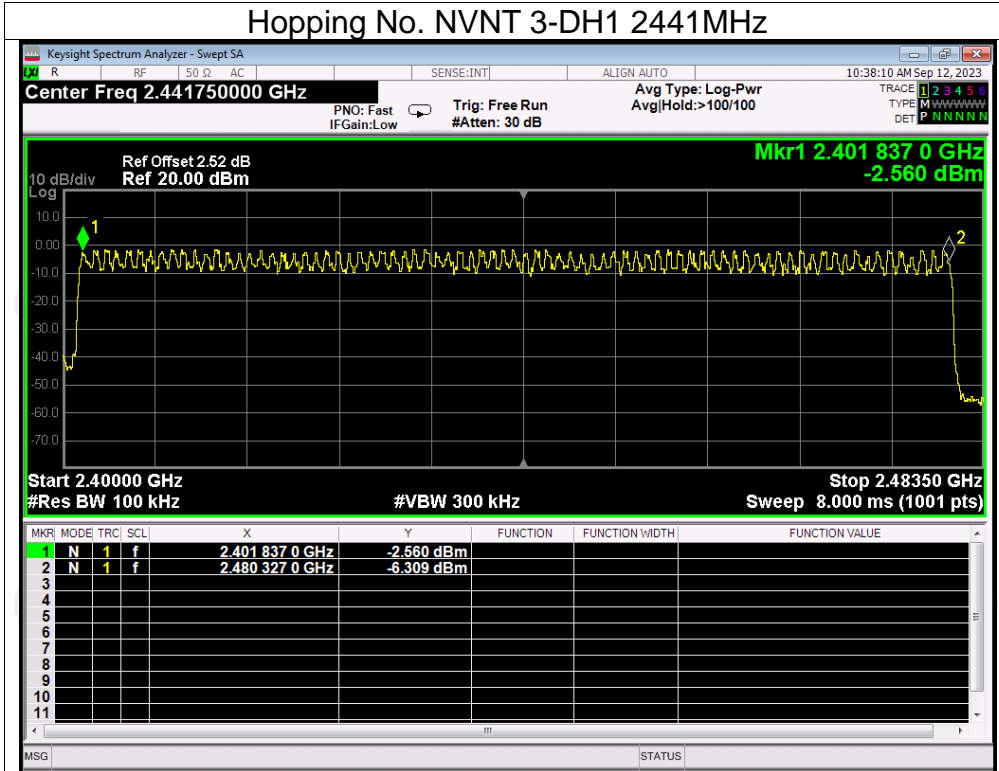 Hopping No. NVNT 3-DH1 2441MHz
Keysight Spectrum Analyzer - Swept SA
LXI R RF 50 Ω AC SENSE:INT ALIGN AUTO 10:38:10 AM Sep 12, 2023
Center Freq 2.441750000 GHz Avg Type: Log-Pwr TRACE 1 2 3 4 5 6
PNO: Fast Trig: Free Run Avg|Hold:>100/100 TYPE M WWWWW
IFGain:Low #Atten: 30 dB DET P N N N N N
Mkr1 2.401 837 0 GHz
Ref Offset 2.52 dB
10 dB/div Ref 20.00 dBm -2.560 dBm
Log
10.0
1
0.00
2
-10.0
-20.0
-30.0
-40.0
-50.0
-60.0
-70.0
Start 2.40000 GHz Stop 2.48350 GHz
#Res BW 100 kHz #VBW 300 kHz Sweep 8.000 ms (1001 pts)
MKR MODE TRC SCL X Y FUNCTION FUNCTION WIDTH FUNCTION VALUE
1 N 1 f 2.401 837 0 GHz -2.560 dBm
2 N 1 f 2.480 327 0 GHz -6.309 dBm
3
4
5
6
7
8
9
10
11
MSG STATUS